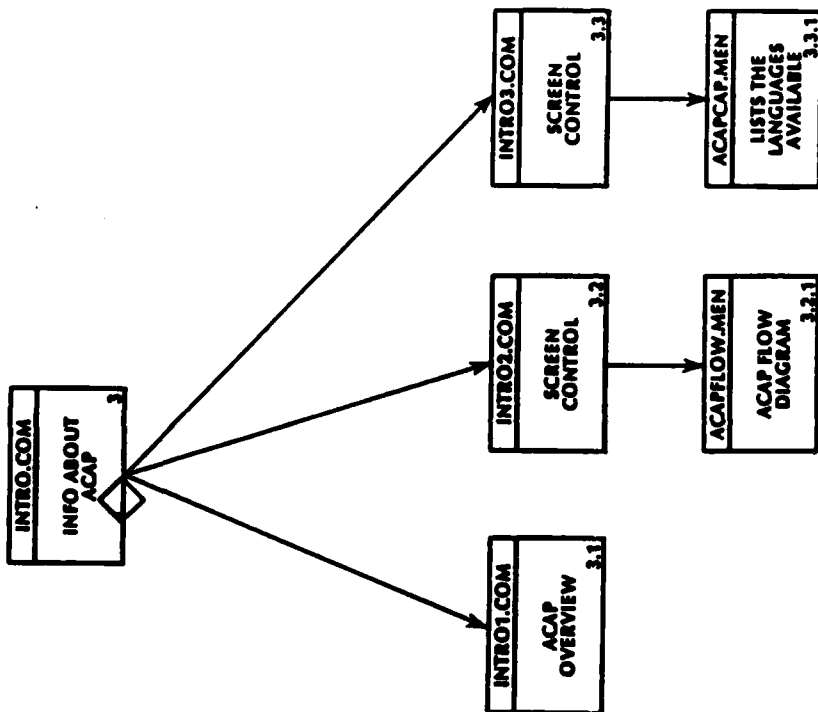 INTRO.COM
INFO ABOUT
ACAP
3.
INTRO1.COM
ACAP
OVERVIEW
3.1
INTRO2.COM
SCREEN
CONTROL
3.2
ACAPFLOW.MEN
ACAP FLOW
DIAGRAM
3.2.1
INTRO3.COM
SCREEN
CONTROL
3.3
ACAPCAP.MEN
LISTS THE
LANGUAGES
AVAILABLE
3.3.1